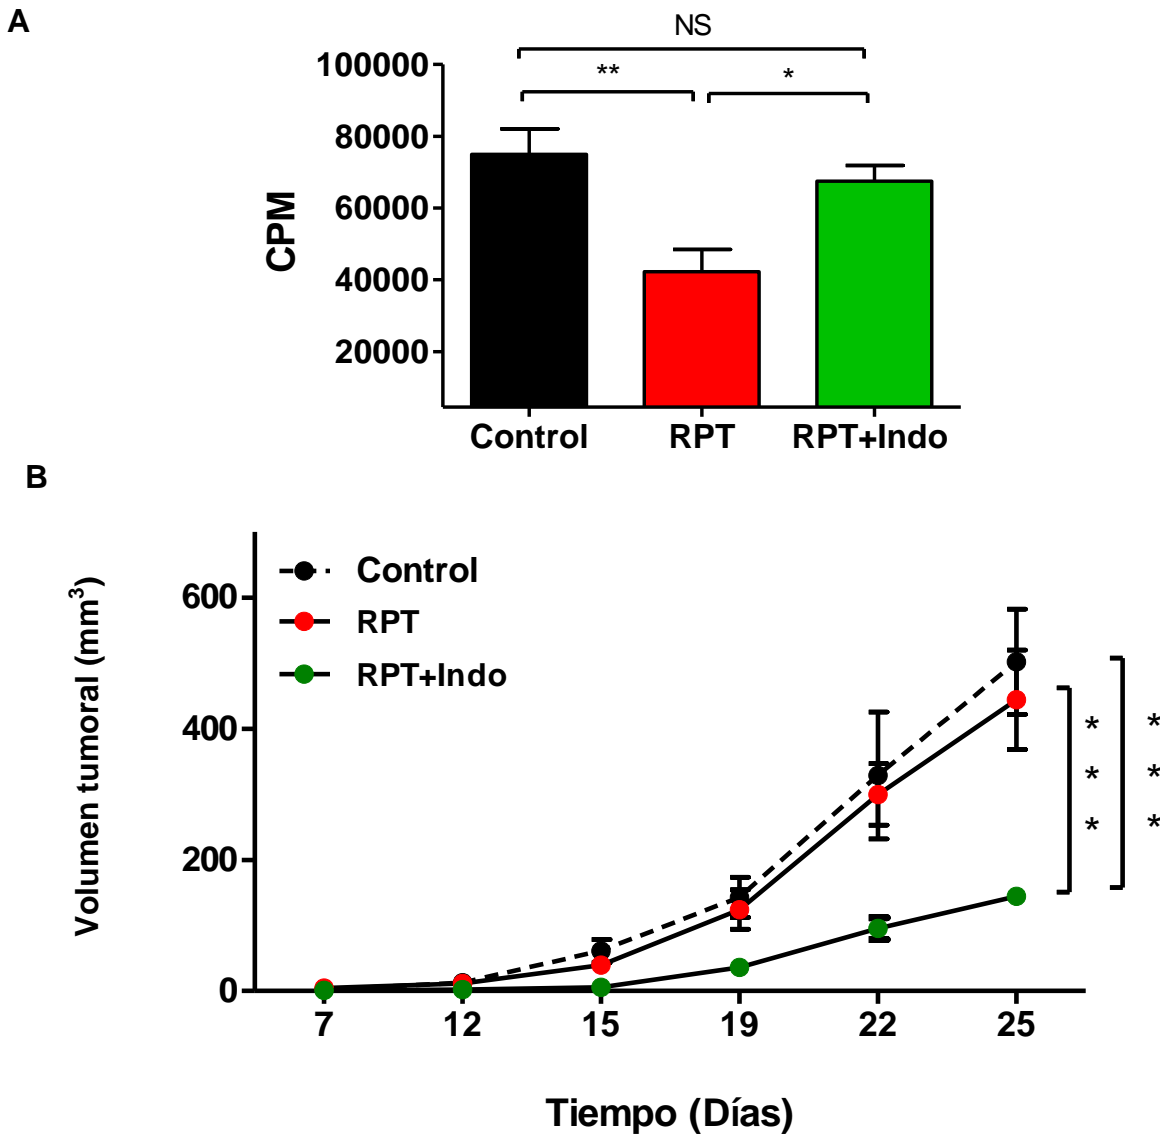 A
NS
**
*
100000
80000
60000
40000
20000
CPM
Control RPT RPT+Indo
B
Control
RPT
RPT+Indo
600
400
200
0
Volumen tumoral (mm³)
* *
* *
* *
7 12 15 19 22 25
Tiempo (Días)